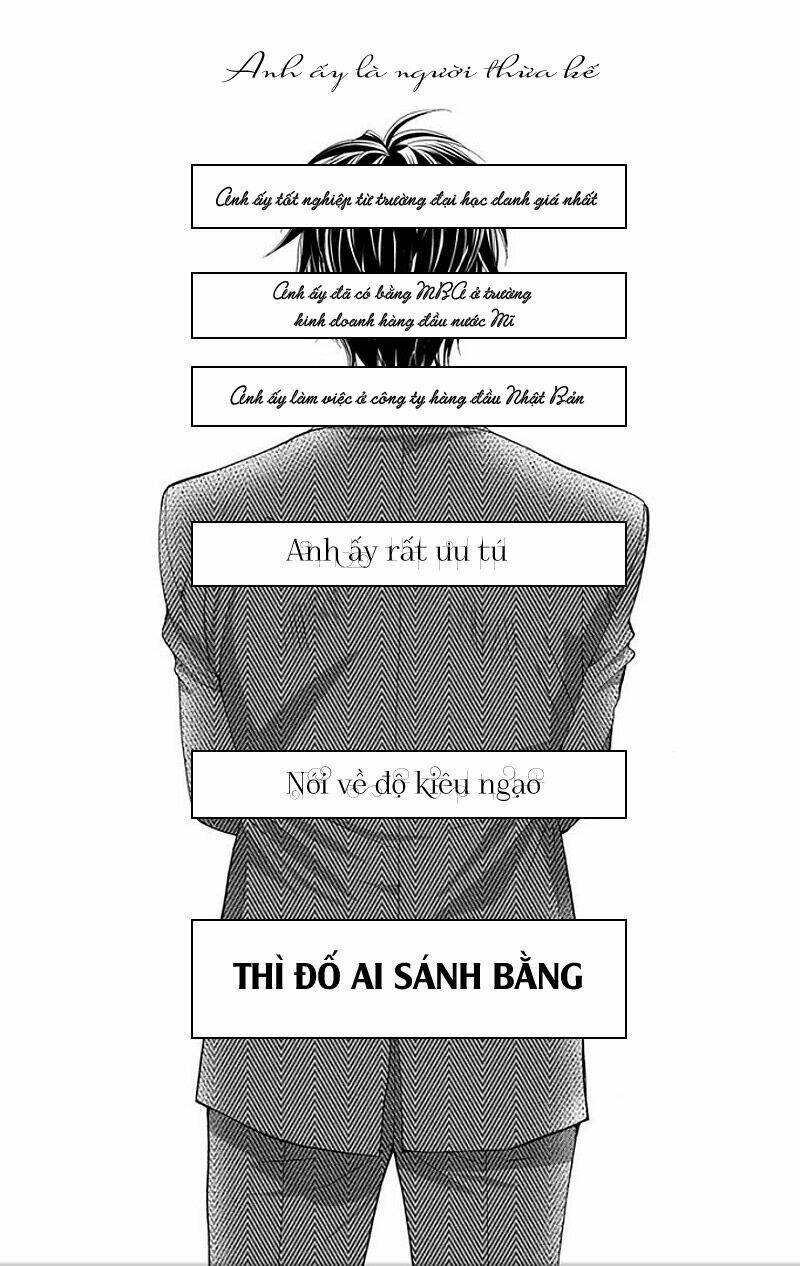 Anh ấy là người thừa kế
Anh ấy tốt nghiệp từ trường đại học danh giá nhất
Anh ấy đã có bằng MBA ở trường
kinh doanh hàng đầu nước Mĩ
Anh ấy làm việc ở công ty hàng đầu Nhật Bản
Anh ấy rất ưu tú
Nói về độ kiêu ngạo
THÌ ĐỐ AI SÁNH BẰNG